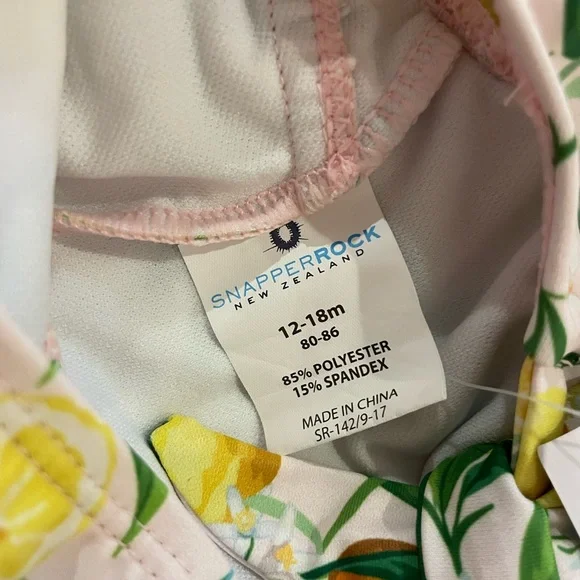 SNAPPERROCK
NEW ZEALAND
12-18m
80-86
85% POLYESTER
15% SPANDEX
MADE IN CHINA
SR-142/9-17